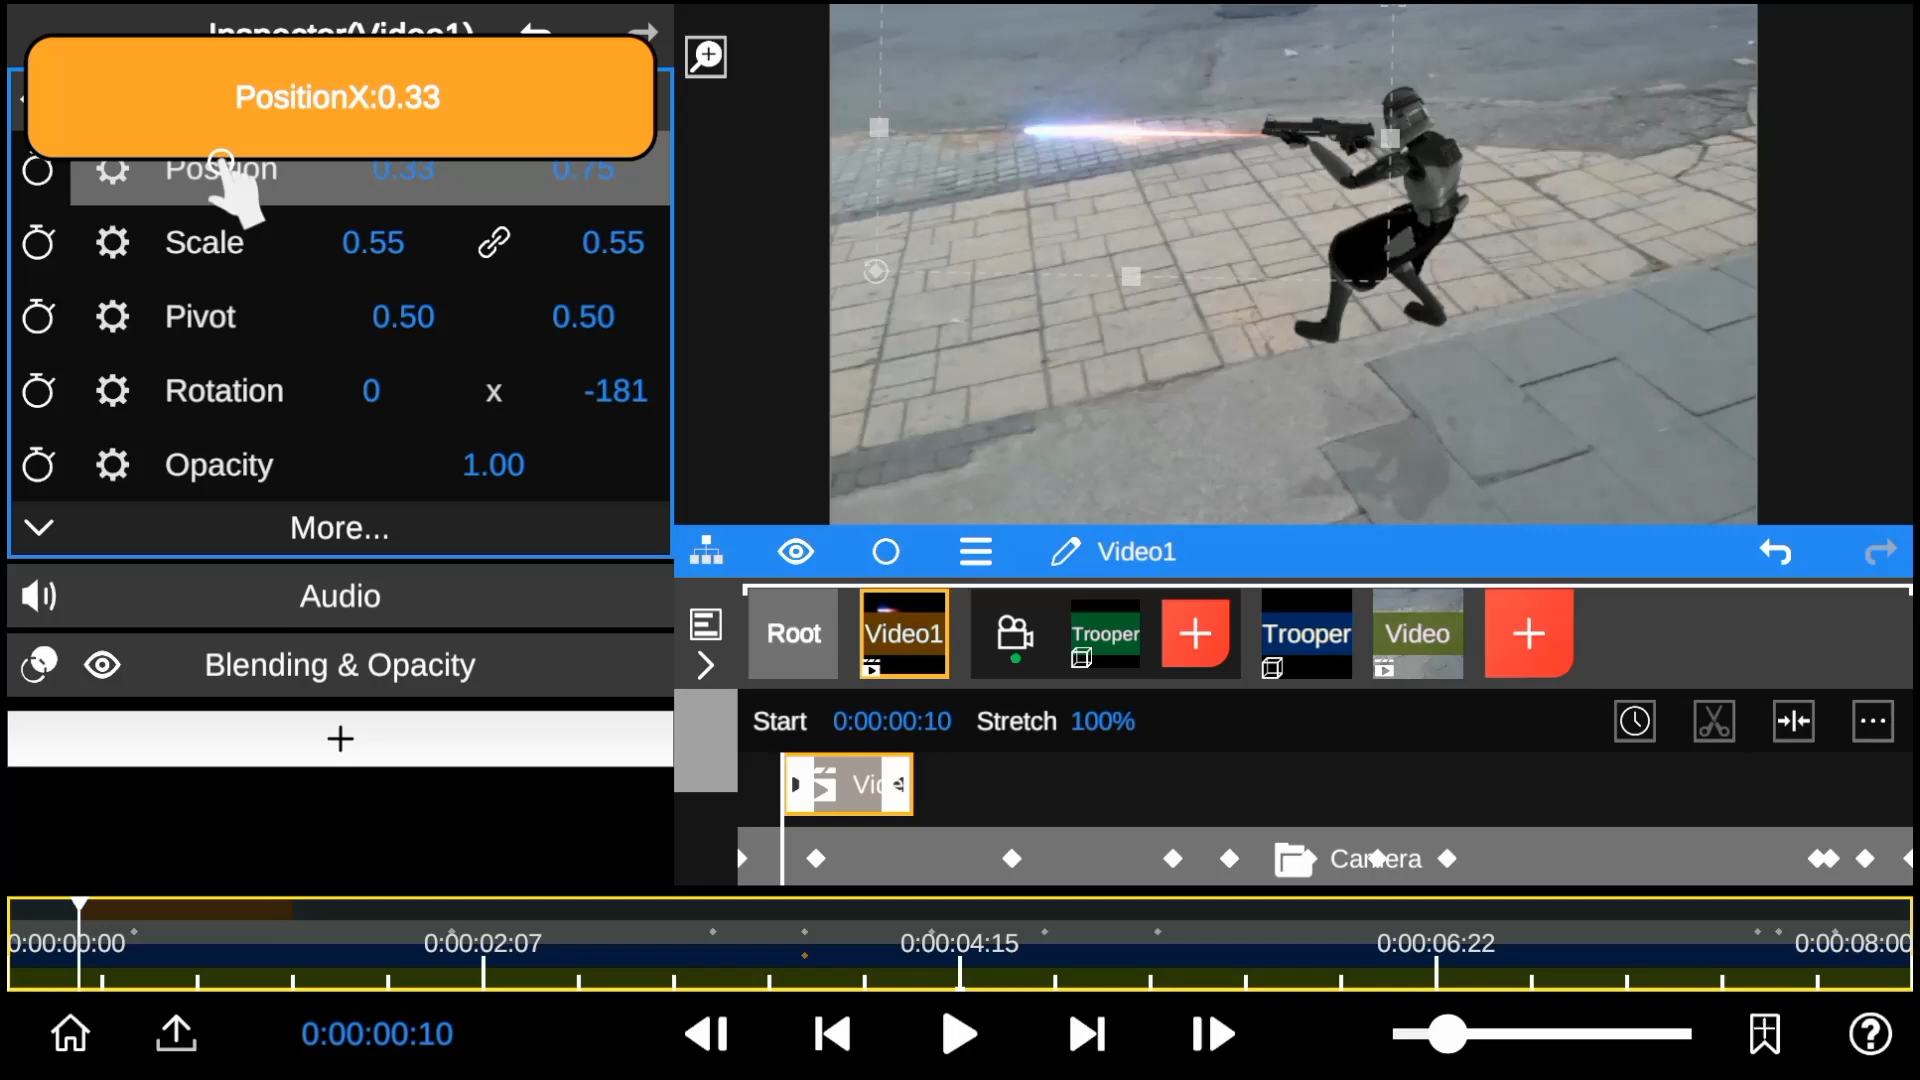 Inspector(Video1)
PositionX:0.33
Position 0.33 0.75
Scale 0.55 0.55
Pivot 0.50 0.50
Rotation 0 x -181
Opacity 1.00
More...
Audio
Blending & Opacity
+
Video1
Root Video1 Trooper Trooper Video
Start 0:00:00:10 Stretch 100%
Camera
0:00:00:00 0:00:02:07 0:00:04:15 0:00:06:22 0:00:08:00
0:00:00:10